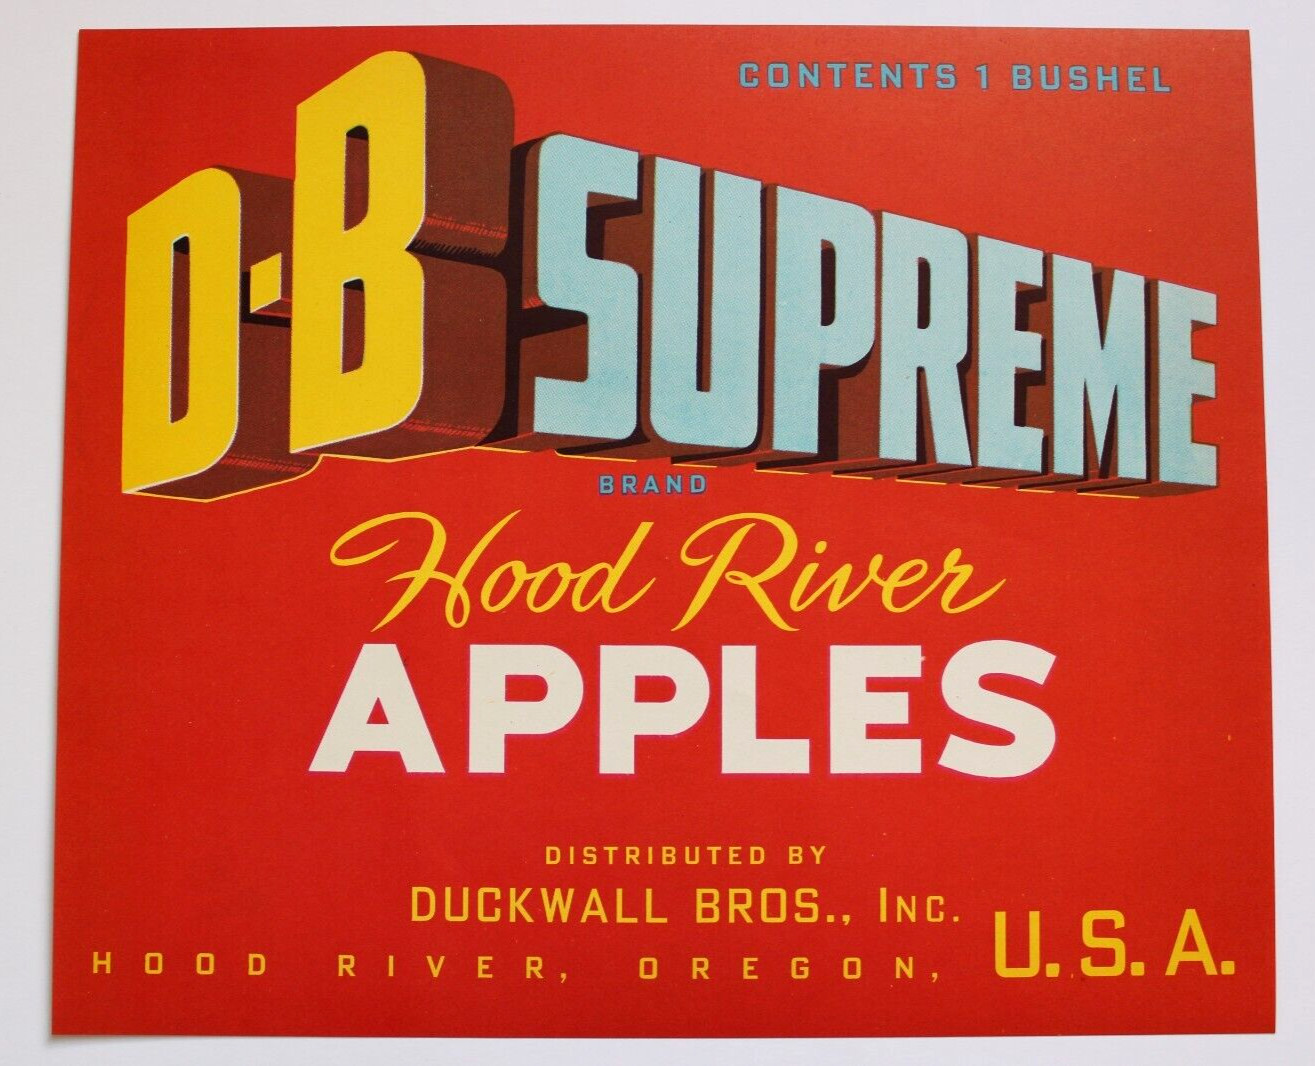 CONTENTS 1 BUSHEL
D-B SUPREME
BRAND
Hood River
APPLES
DISTRIBUTED BY
DUCKWALL BROS., INC.
HOOD RIVER, OREGON, U.S.A.